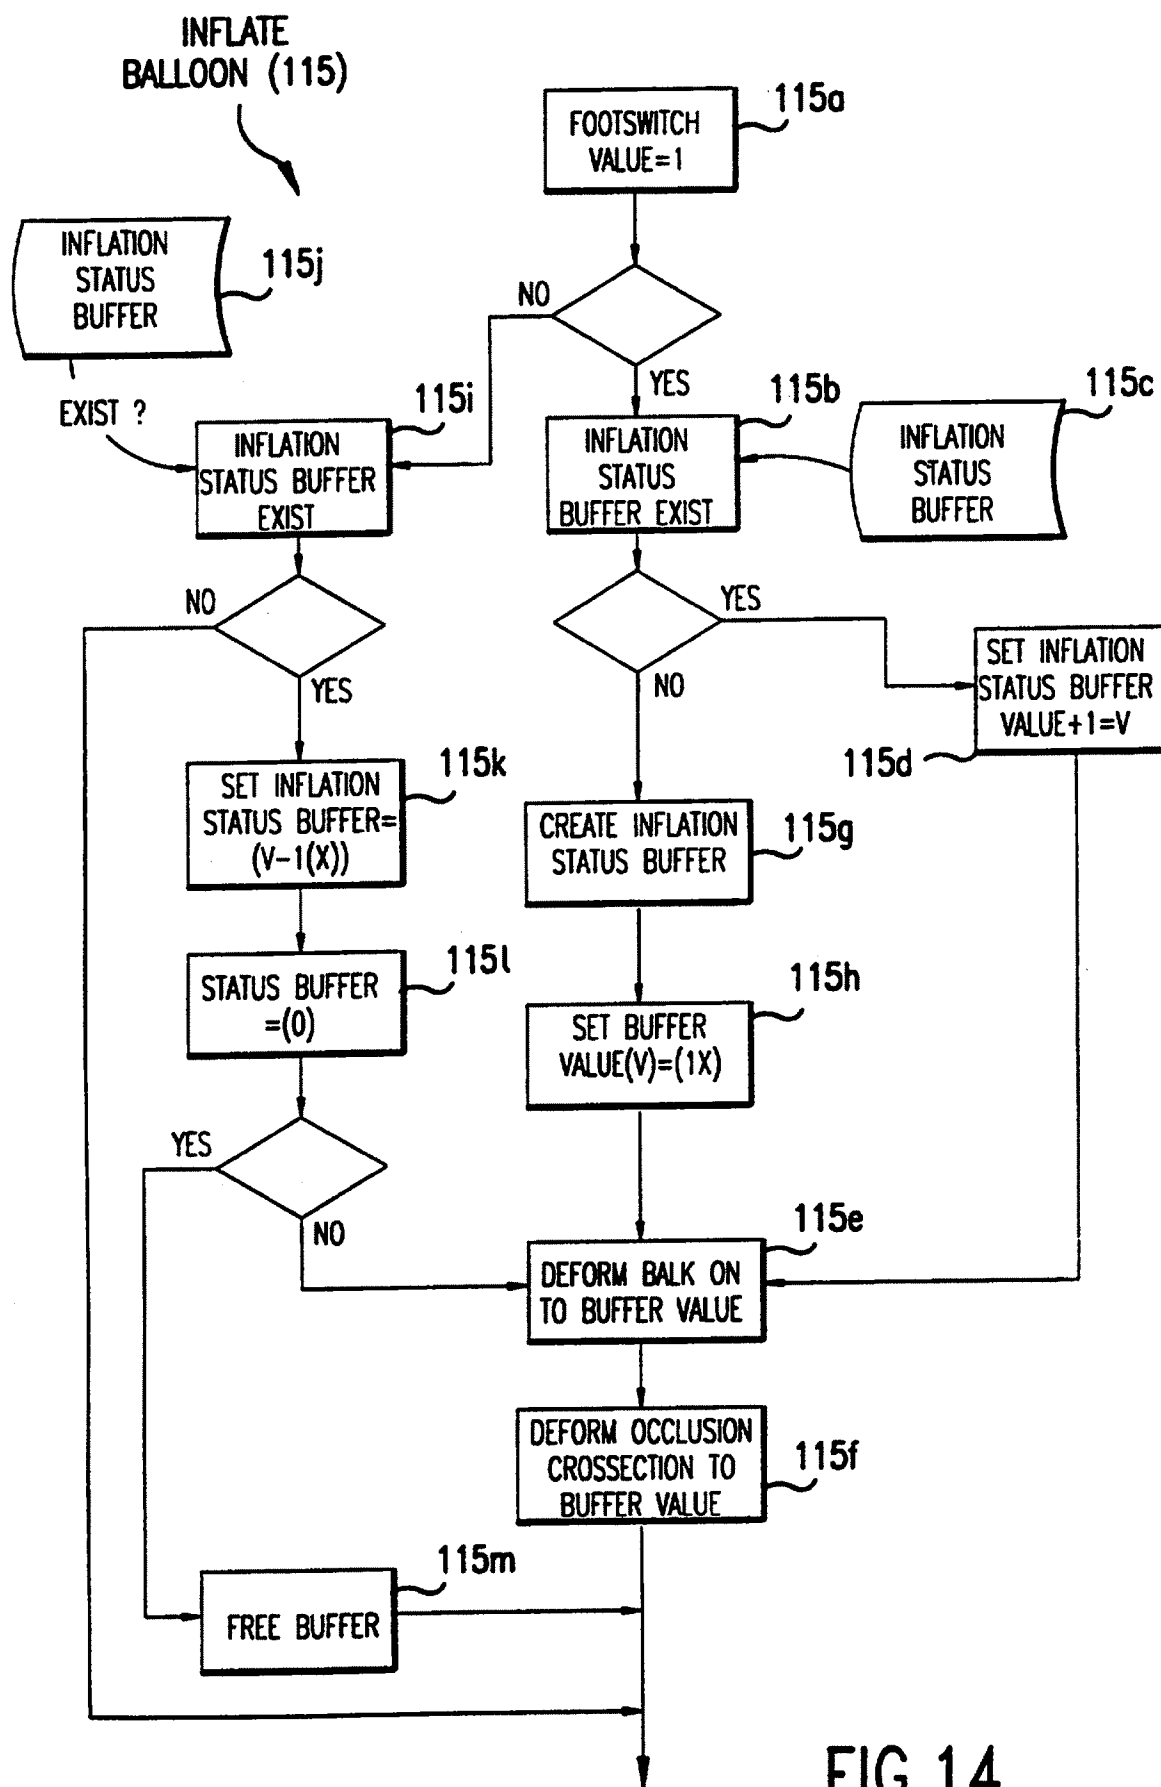 INFLATE
BALLOON (115)
FOOTSWITCH
VALUE=1
115a
INFLATION
STATUS
BUFFER
115j
NO
YES
EXIST ?
115i
INFLATION
STATUS BUFFER
EXIST
115b
INFLATION
STATUS
BUFFER EXIST
115c
INFLATION
STATUS
BUFFER
NO
YES
YES
NO
SET INFLATION
STATUS BUFFER
VALUE+1=V
115d
115k
SET INFLATION
STATUS BUFFER=
(V-1(X))
CREATE INFLATION
STATUS BUFFER
115g
STATUS BUFFER
=(0)
115l
SET BUFFER
VALUE(V)=(1X)
115h
YES
NO
115e
DEFORM BALK ON
TO BUFFER VALUE
DEFORM OCCLUSION
CROSSECTION TO
BUFFER VALUE
115f
115m
FREE BUFFER
FIG.14